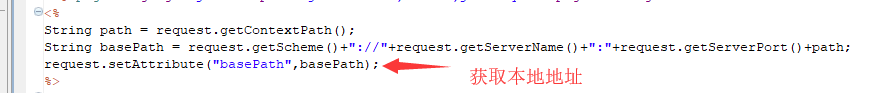 <%
String path = request.getContextPath();
String basePath = request.getScheme()+"://"+request.getServerName()+":"+request.getServerPort()+path;
request.setAttribute("basePath",basePath);
获取本地地址
%>